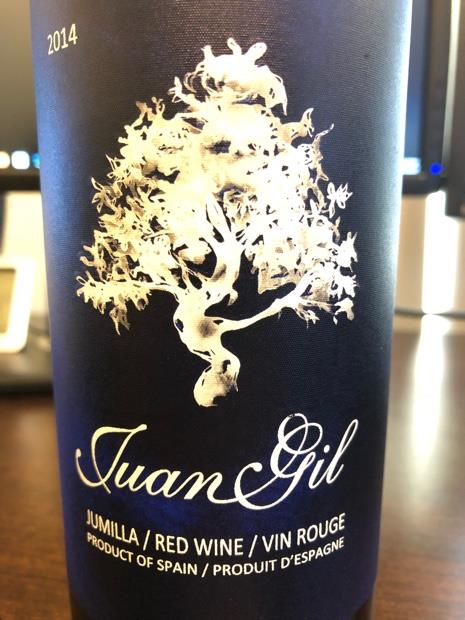 2014
Juan Gil
JUMILLA / RED WINE / VIN ROUGE
PRODUCT OF SPAIN / PRODUIT D'ESPAGNE